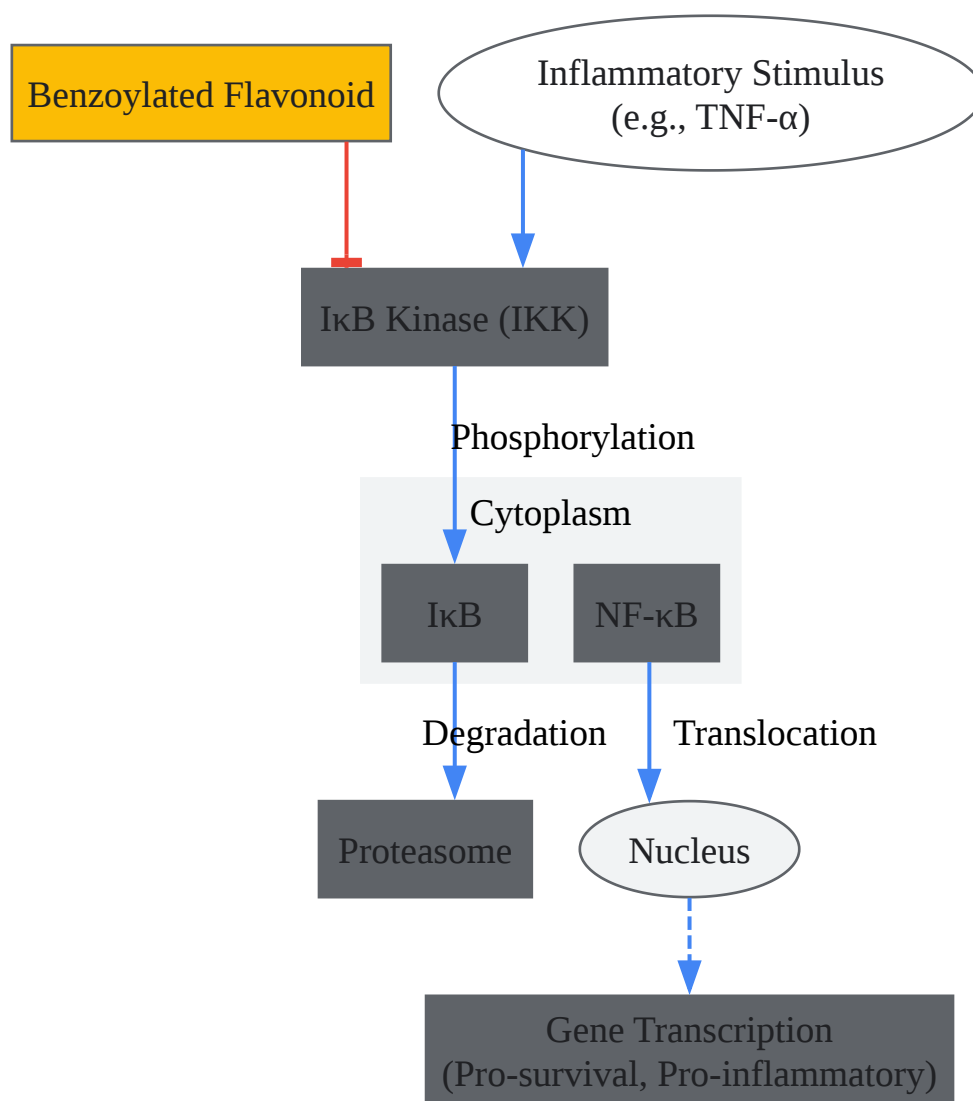 Benzoylated Flavonoid
Inflammatory Stimulus
(e.g., TNF-α)
IκB Kinase (IKK)
Phosphorylation
Cytoplasm
IκB
NF-κB
Degradation
Translocation
Proteasome
Nucleus
Gene Transcription
(Pro-survival, Pro-inflammatory)